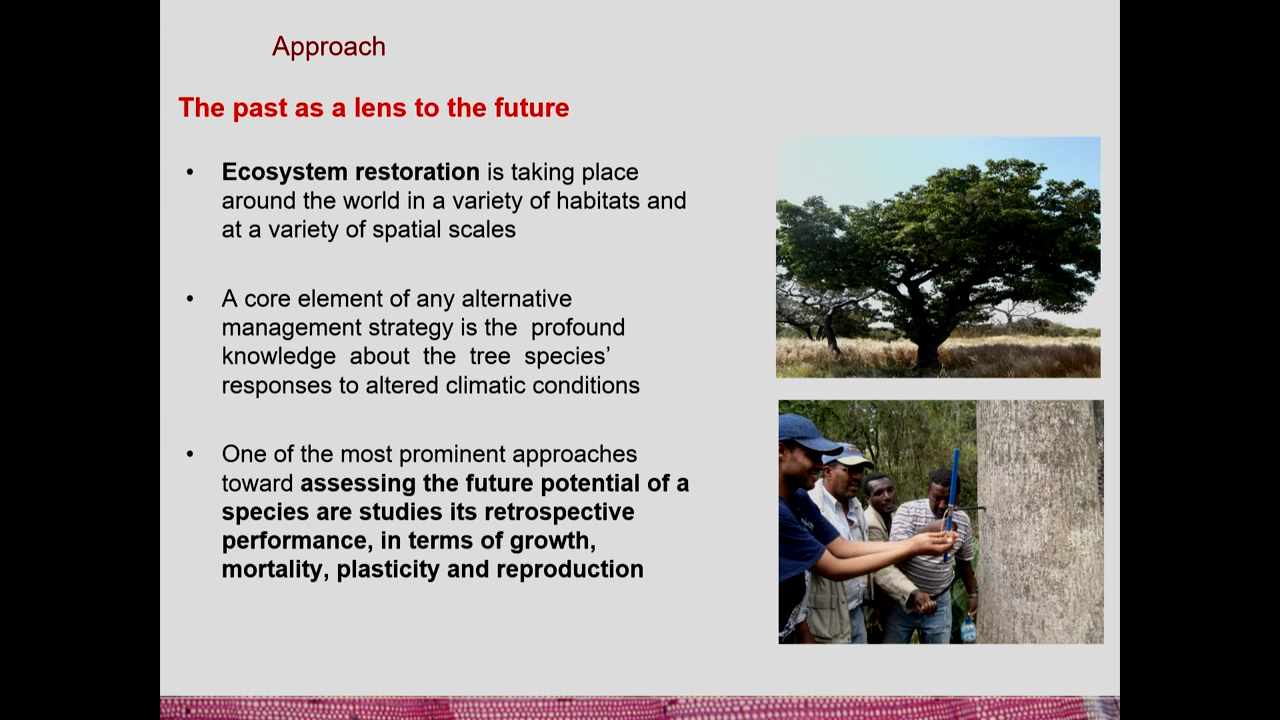 Approach
The past as a lens to the future
• Ecosystem restoration is taking place
around the world in a variety of habitats and
at a variety of spatial scales
• A core element of any alternative
management strategy is the profound
knowledge about the tree species’
responses to altered climatic conditions
• One of the most prominent approaches
toward assessing the future potential of a
species are studies its retrospective
performance, in terms of growth,
mortality, plasticity and reproduction